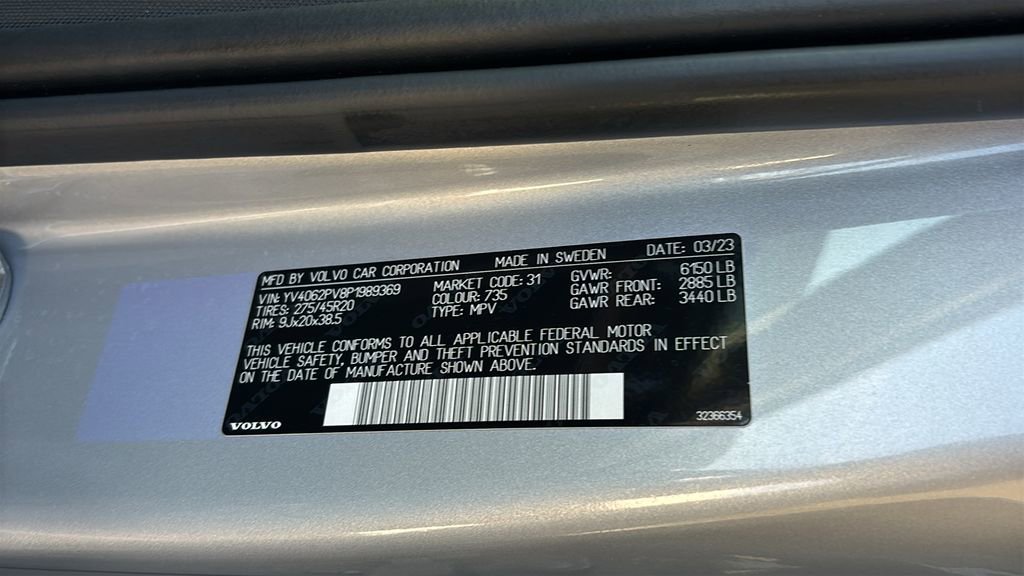 MFD BY VOLVO CAR CORPORATION MADE IN SWEDEN DATE: 03/23
VIN: YV4062PV8P1989369 MARKET CODE: 31 GVWR: 6150 LB
TIRES: 275/45R20 COLOUR: 735 GAWR FRONT: 2885 LB
RIM: 9Jx20x38.5 TYPE: MPV GAWR REAR: 3440 LB
THIS VEHICLE CONFORMS TO ALL APPLICABLE FEDERAL MOTOR
VEHICLE SAFETY, BUMPER AND THEFT PREVENTION STANDARDS IN EFFECT
ON THE DATE OF MANUFACTURE SHOWN ABOVE.
VOLVO 32366354